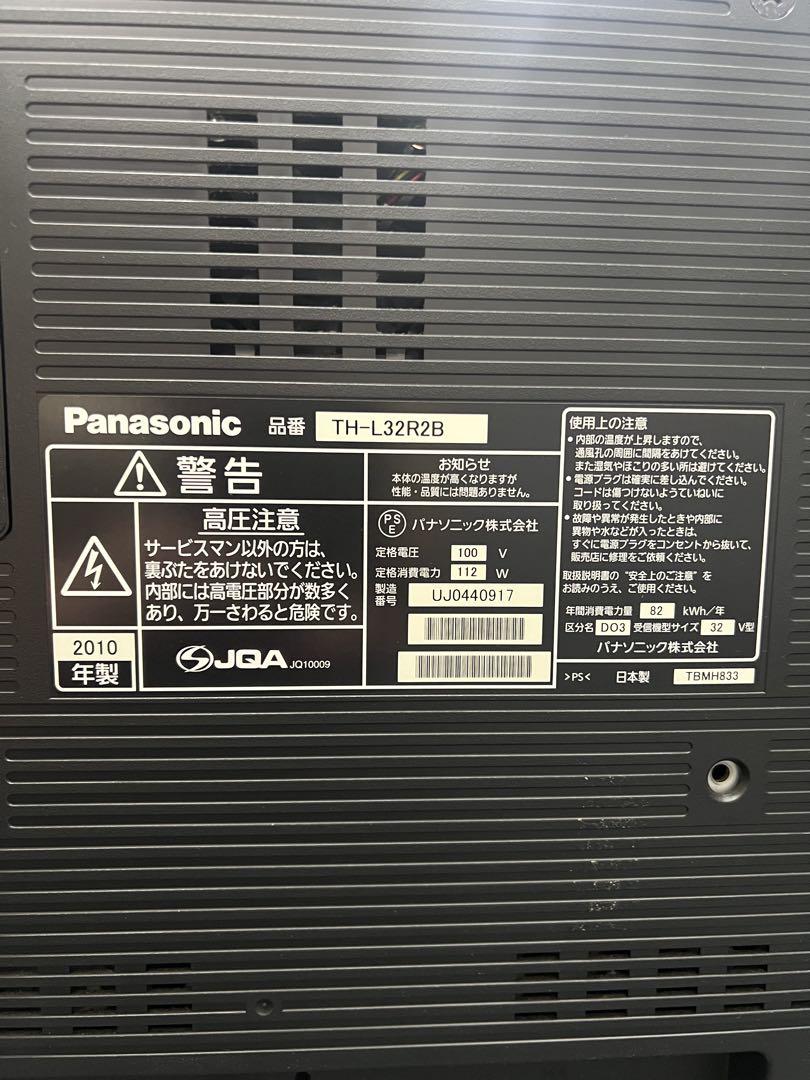 Panasonic 品番 TH-L32R2B
警告
高圧注意
サービスマン以外の方は、
裏ぶたをあけないでください。
内部には高電圧部分が数多く
あり、万一さわると危険です。
2010
年製
JQA JQ10009
お知らせ
本体の温度が高くなりますが
性能・品質には問題ありません。
PS
E パナソニック株式会社
定格電圧 100 V
定格消費電力 112 W
製造
番号 UJ0440917
使用上の注意
•内部の温度が上昇しますので、
通風孔の周囲に間隔をあけてください。
また湿気やほこりの多い所は避けてください。
•電源プラグは確実に差し込んでください。
コードは傷つけないようていねいに
取り扱ってください。
•故障や異常が発生したときや内部に
異物や水などが入ったときは、
すぐに電源プラグをコンセントから抜いて、
販売店に修理をご依頼ください。
取扱説明書の"安全上のご注意"を
お読みのうえ、ご使用ください。
年間消費電力量 82 kWh/年
区分名 DO3 受信機型サイズ 32 V型
パナソニック株式会社
>PS< 日本製 TBMH833